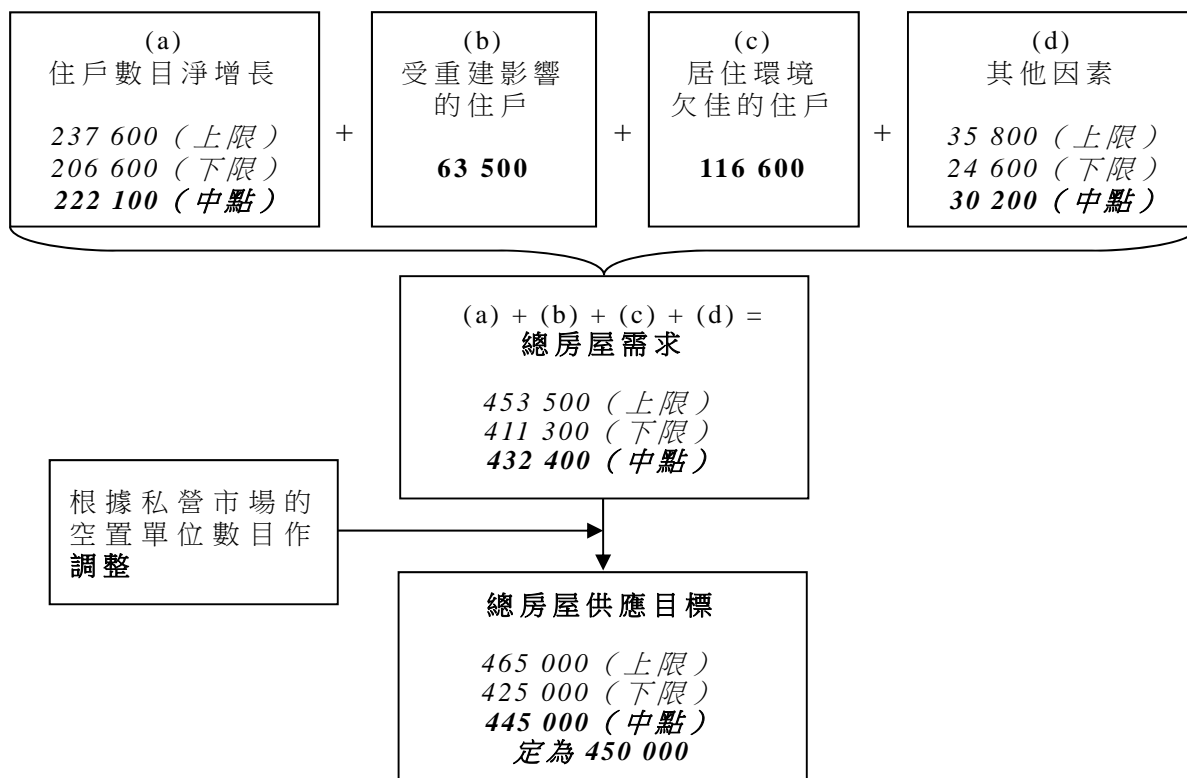 (a)
住戶數目淨增長
237 600（上限）
206 600（下限）
222 100（中點）
+
(b)
受重建影響
的住戶
63 500
+
(c)
居住環境
欠佳的住戶
116 600
+
(d)
其他因素
35 800（上限）
24 600（下限）
30 200（中點）
(a) + (b) + (c) + (d) =
總房屋需求
453 500（上限）
411 300（下限）
432 400（中點）
根據私營市場的
空置單位數目作
調整
總房屋供應目標
465 000（上限）
425 000（下限）
445 000（中點）
定為 450 000